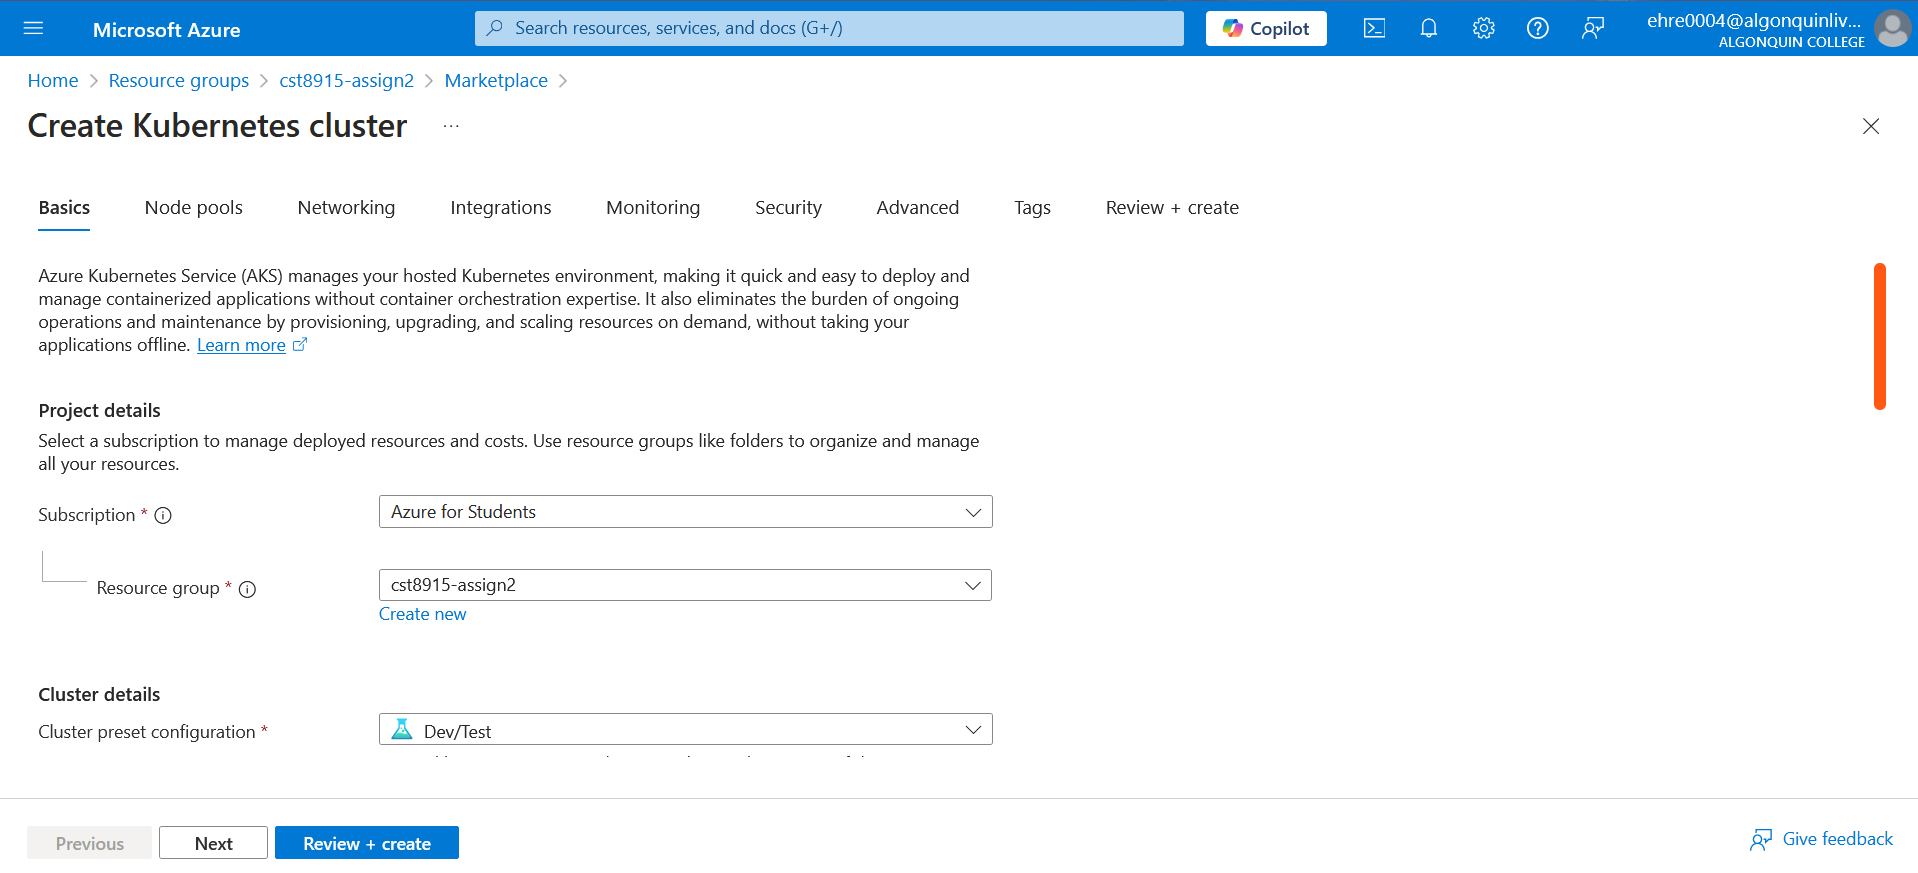 Microsoft Azure
Search resources, services, and docs (G+/)
Copilot
ehre0004@algonquinliv...
ALGONQUIN COLLEGE
Home > Resource groups > cst8915-assign2 > Marketplace >
Create Kubernetes cluster ...
Basics Node pools Networking Integrations Monitoring Security Advanced Tags Review + create
Azure Kubernetes Service (AKS) manages your hosted Kubernetes environment, making it quick and easy to deploy and
manage containerized applications without container orchestration expertise. It also eliminates the burden of ongoing
operations and maintenance by provisioning, upgrading, and scaling resources on demand, without taking your
applications offline. Learn more
Project details
Select a subscription to manage deployed resources and costs. Use resource groups like folders to organize and manage
all your resources.
Subscription *
Azure for Students
Resource group *
cst8915-assign2
Create new
Cluster details
Cluster preset configuration *
Dev/Test
Previous Next Review + create
Give feedback